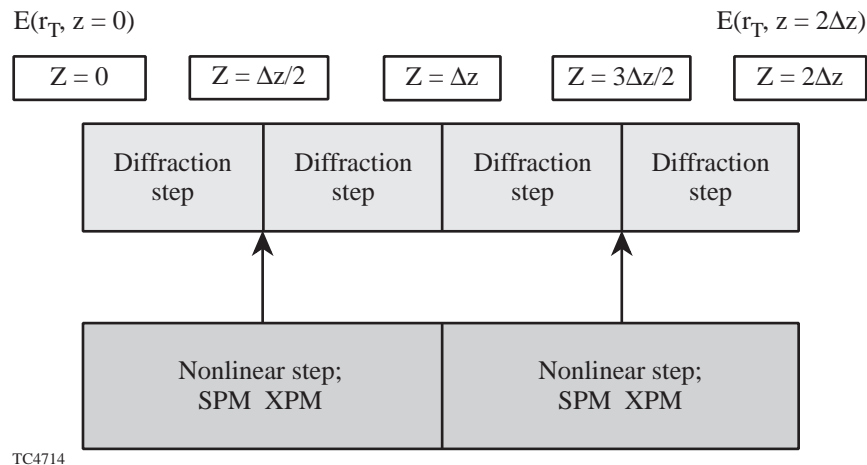 E(r_T, z = 0)
E(r_T, z = 2Δz)
Z = 0
Z = Δz/2
Z = Δz
Z = 3Δz/2
Z = 2Δz
Diffraction
step
Diffraction
step
Diffraction
step
Diffraction
step
Nonlinear step;
SPM XPM
Nonlinear step;
SPM XPM
TC4714